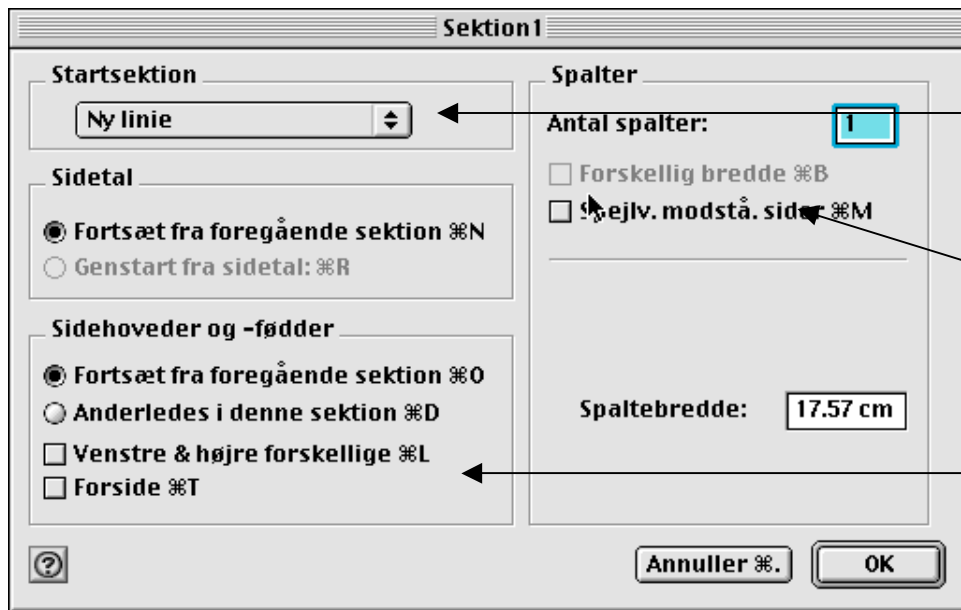 Sektion1
Startsektion
Ny linie
Sidetal
Fortsæt fra foregående sektion ⌘N
Genstart fra sidetal: ⌘R
Sidehoveder og -fødder
Fortsæt fra foregående sektion ⌘O
Anderledes i denne sektion ⌘D
Venstre & højre forskellige ⌘L
Forside ⌘T
Spalter
Antal spalter: 1
Forskellig bredde ⌘B
Spejlv. modstå. sider ⌘M
Spaltebredde: 17.57 cm
?
Annuller ⌘.
OK